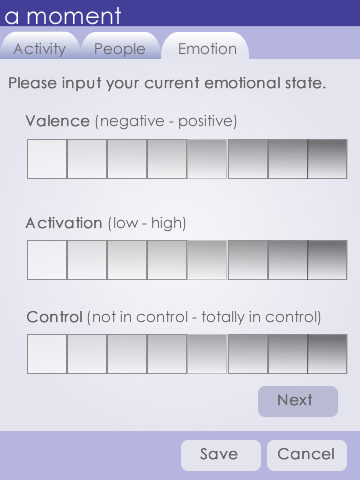 a moment
Activity People Emotion
Please input your current emotional state.
Valence (negative - positive)
Activation (low - high)
Control (not in control - totally in control)
Next
Save Cancel